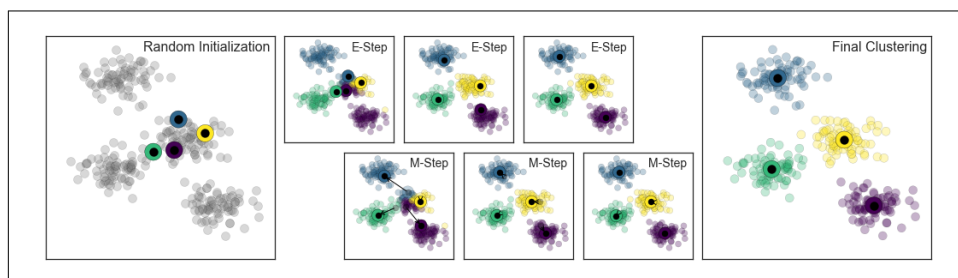 Random Initialization
E-Step
E-Step
E-Step
Final Clustering
M-Step
M-Step
M-Step